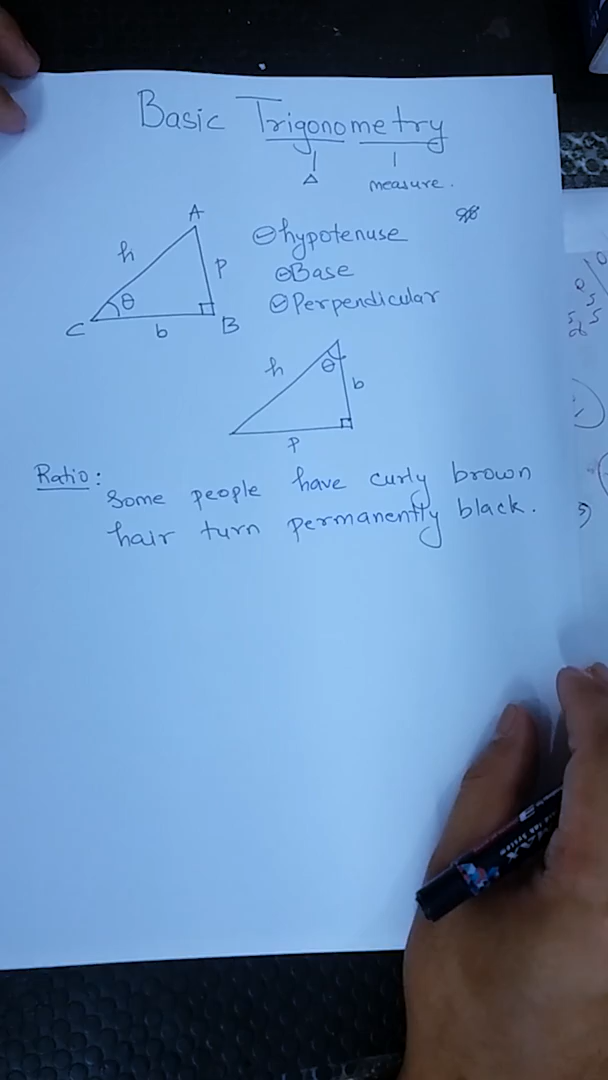 Basic Trigonometry
Δ measure.
A
h
P
θ
C b B
⊖ hypotenuse
⊖ Base
⊖ Perpendicular
h θ b
P
Ratio:
Some people have curly brown
hair turn permanently black.